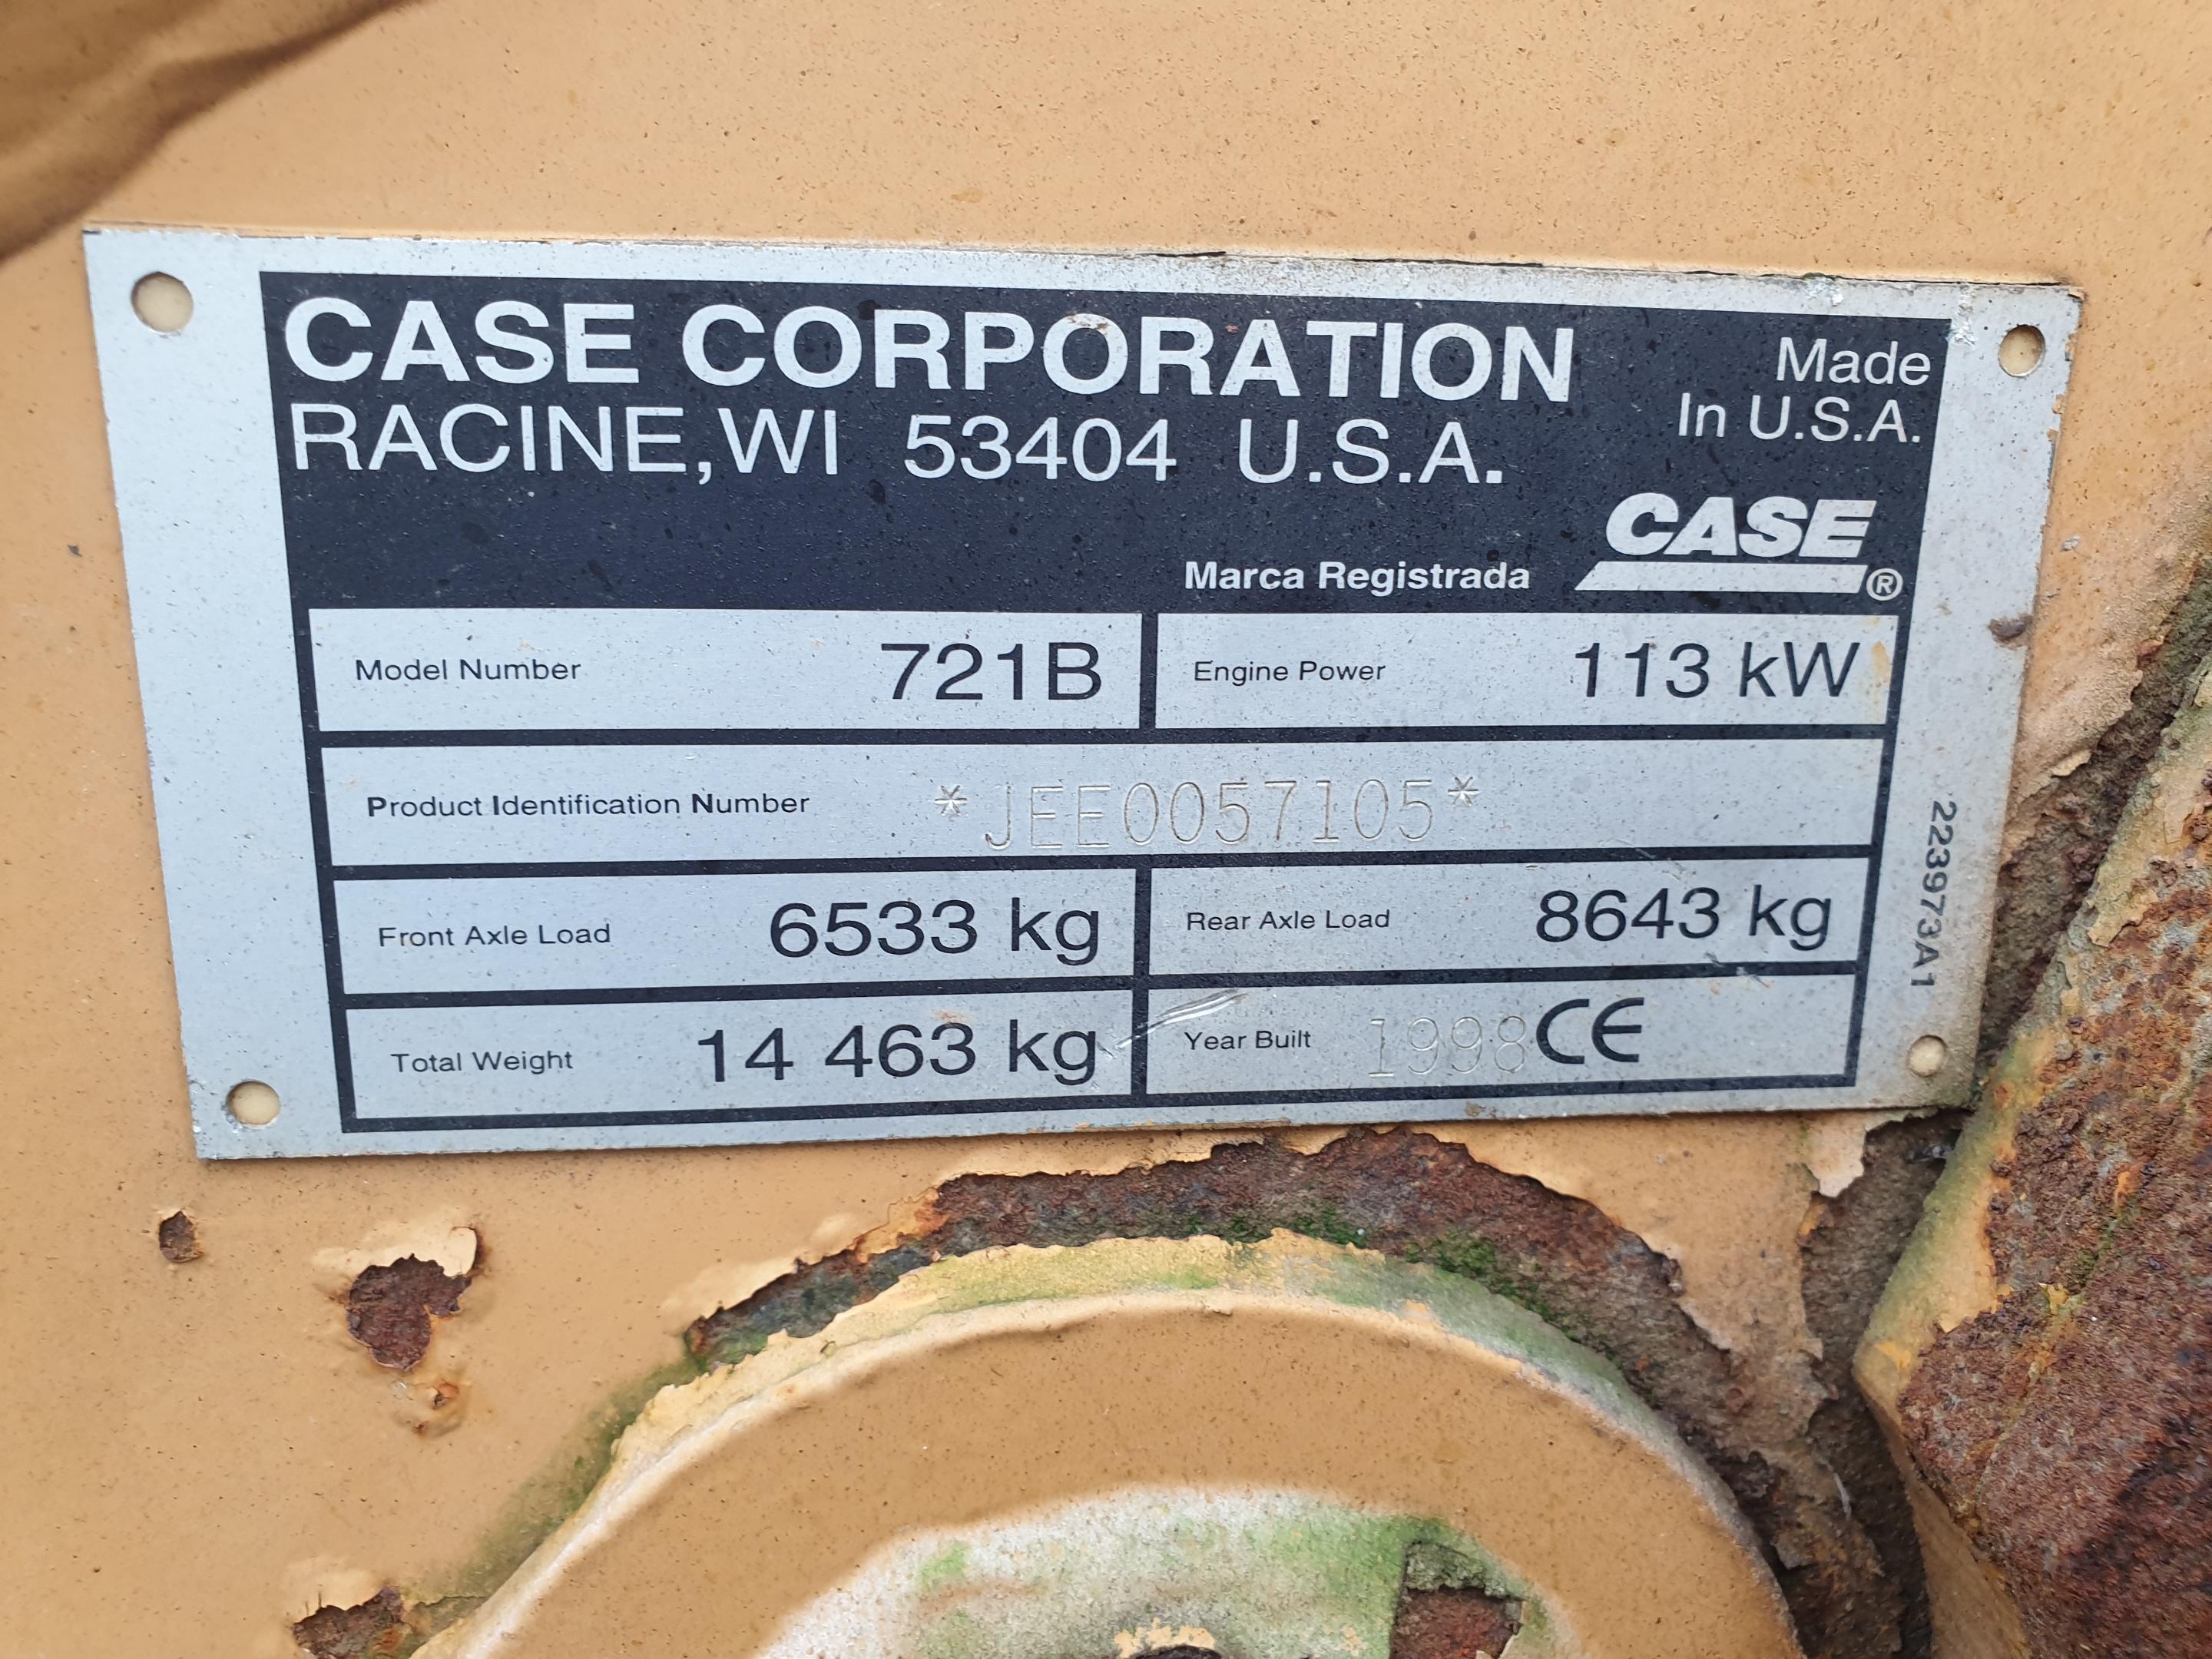 CASE CORPORATION
RACINE, WI 53404 U.S.A.
Made
In U.S.A.
CASE
Marca Registrada ®
Model Number 721B
Engine Power 113 kW
Product Identification Number *JEE0057105*
Front Axle Load 6533 kg
Rear Axle Load 8643 kg
Total Weight 14 463 kg
Year Built 1998 CE
223973A1